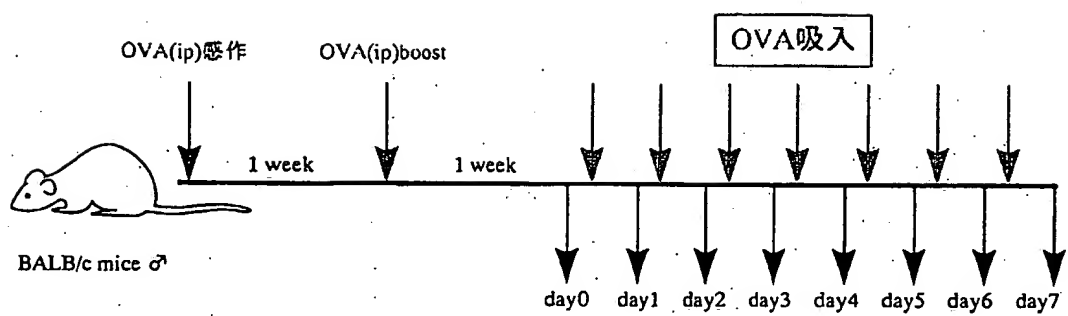 OVA(ip)感作
OVA(ip)boost
OVA吸入
1 week
1 week
BALB/c mice ♂
day0
day1
day2
day3
day4
day5
day6
day7